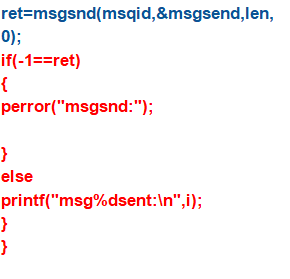 ret=msgsnd(msqid,&msgsend,len,
0);
if(-1==ret)
{
perror("msgsnd:");
}
else
printf("msg%dsent:\n",i);
}
}